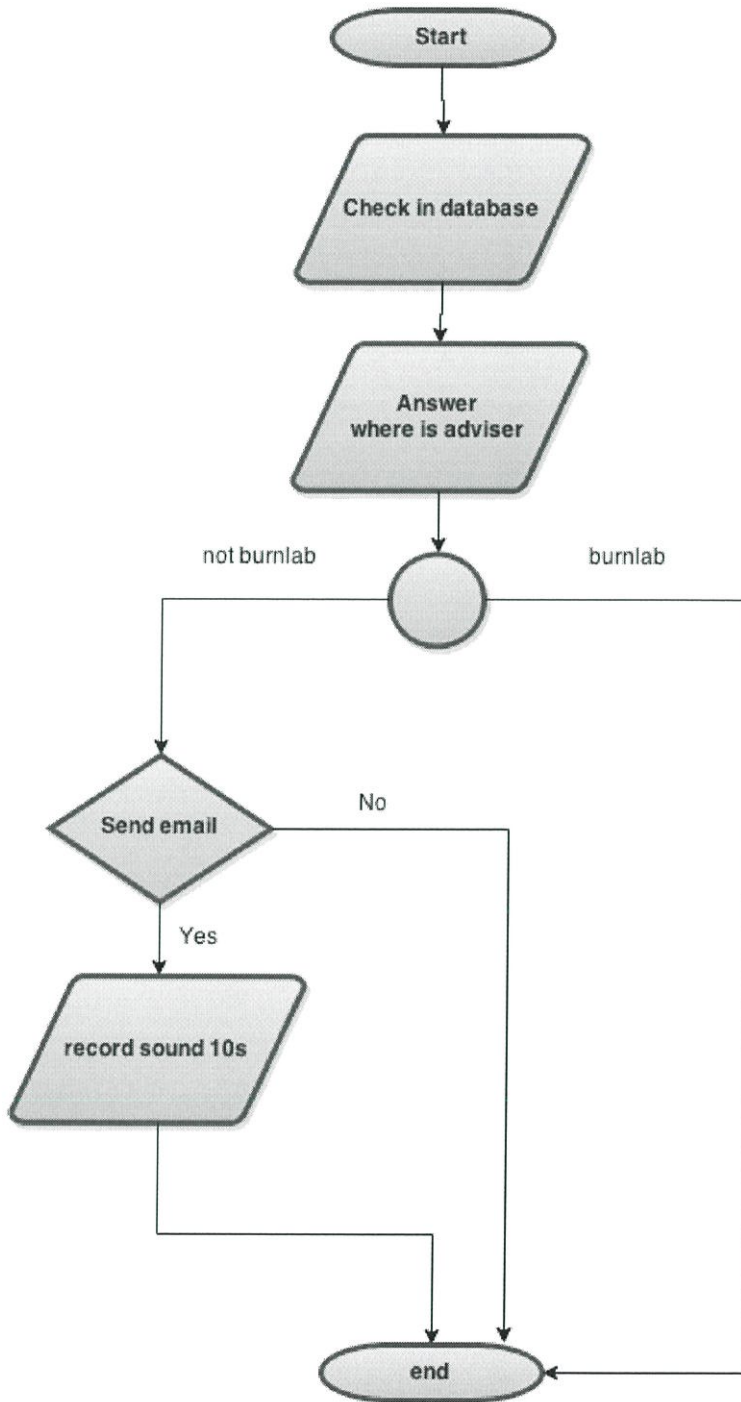 Start
Check in database
Answer
where is adviser
not burnlab
burnlab
Send email
No
Yes
record sound 10s
end